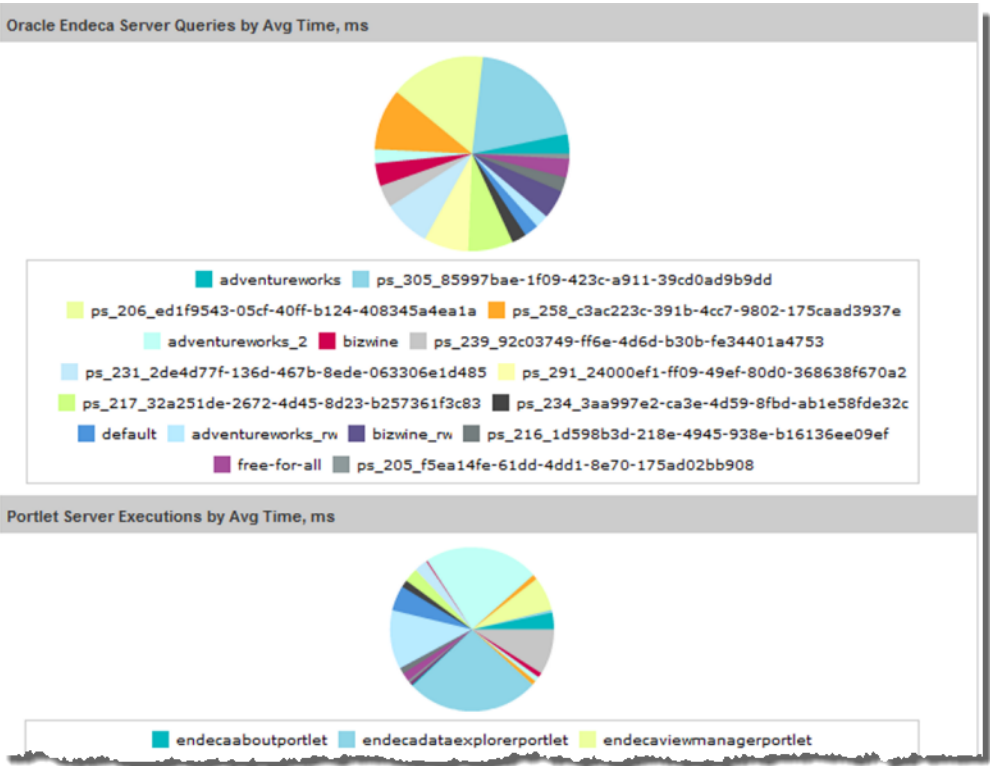 Oracle Endeca Server Queries by Avg Time, ms
adventureworks ps_305_85997bae-1f09-423c-a911-39cd0ad9b9dd
ps_206_ed1f9543-05cf-40ff-b124-408345a4ea1a ps_258_c3ac223c-391b-4cc7-9802-175caad3937e
adventureworks_2 bizwine ps_239_92c03749-ff6e-4d6d-b30b-fe34401a4753
ps_231_2de4d77f-136d-467b-8ede-063306e1d485 ps_291_24000ef1-ff09-49ef-80d0-368638f670a2
ps_217_32a251de-2672-4d45-8d23-b257361f3c83 ps_234_3aa997e2-ca3e-4d59-8fbd-ab1e58fde32c
default adventureworks_rw bizwine_rw ps_216_1d598b3d-218e-4945-938e-b16136ee09ef
free-for-all ps_205_f5ea14fe-61dd-4dd1-8e70-175ad02bb908
Portlet Server Executions by Avg Time, ms
endecaaboutportlet endecadataexplorerportlet endecaviewmanagerportlet